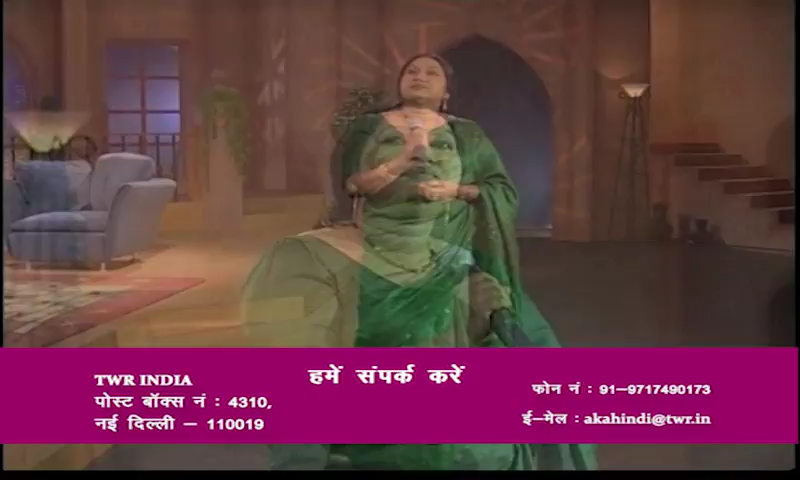 हमें संपर्क करें
TWR INDIA
पोस्ट बॉक्स नं : 4310,
नई दिल्ली – 110019
फोन नं : 91–9717490173
ई–मेल : akahindi@twr.in